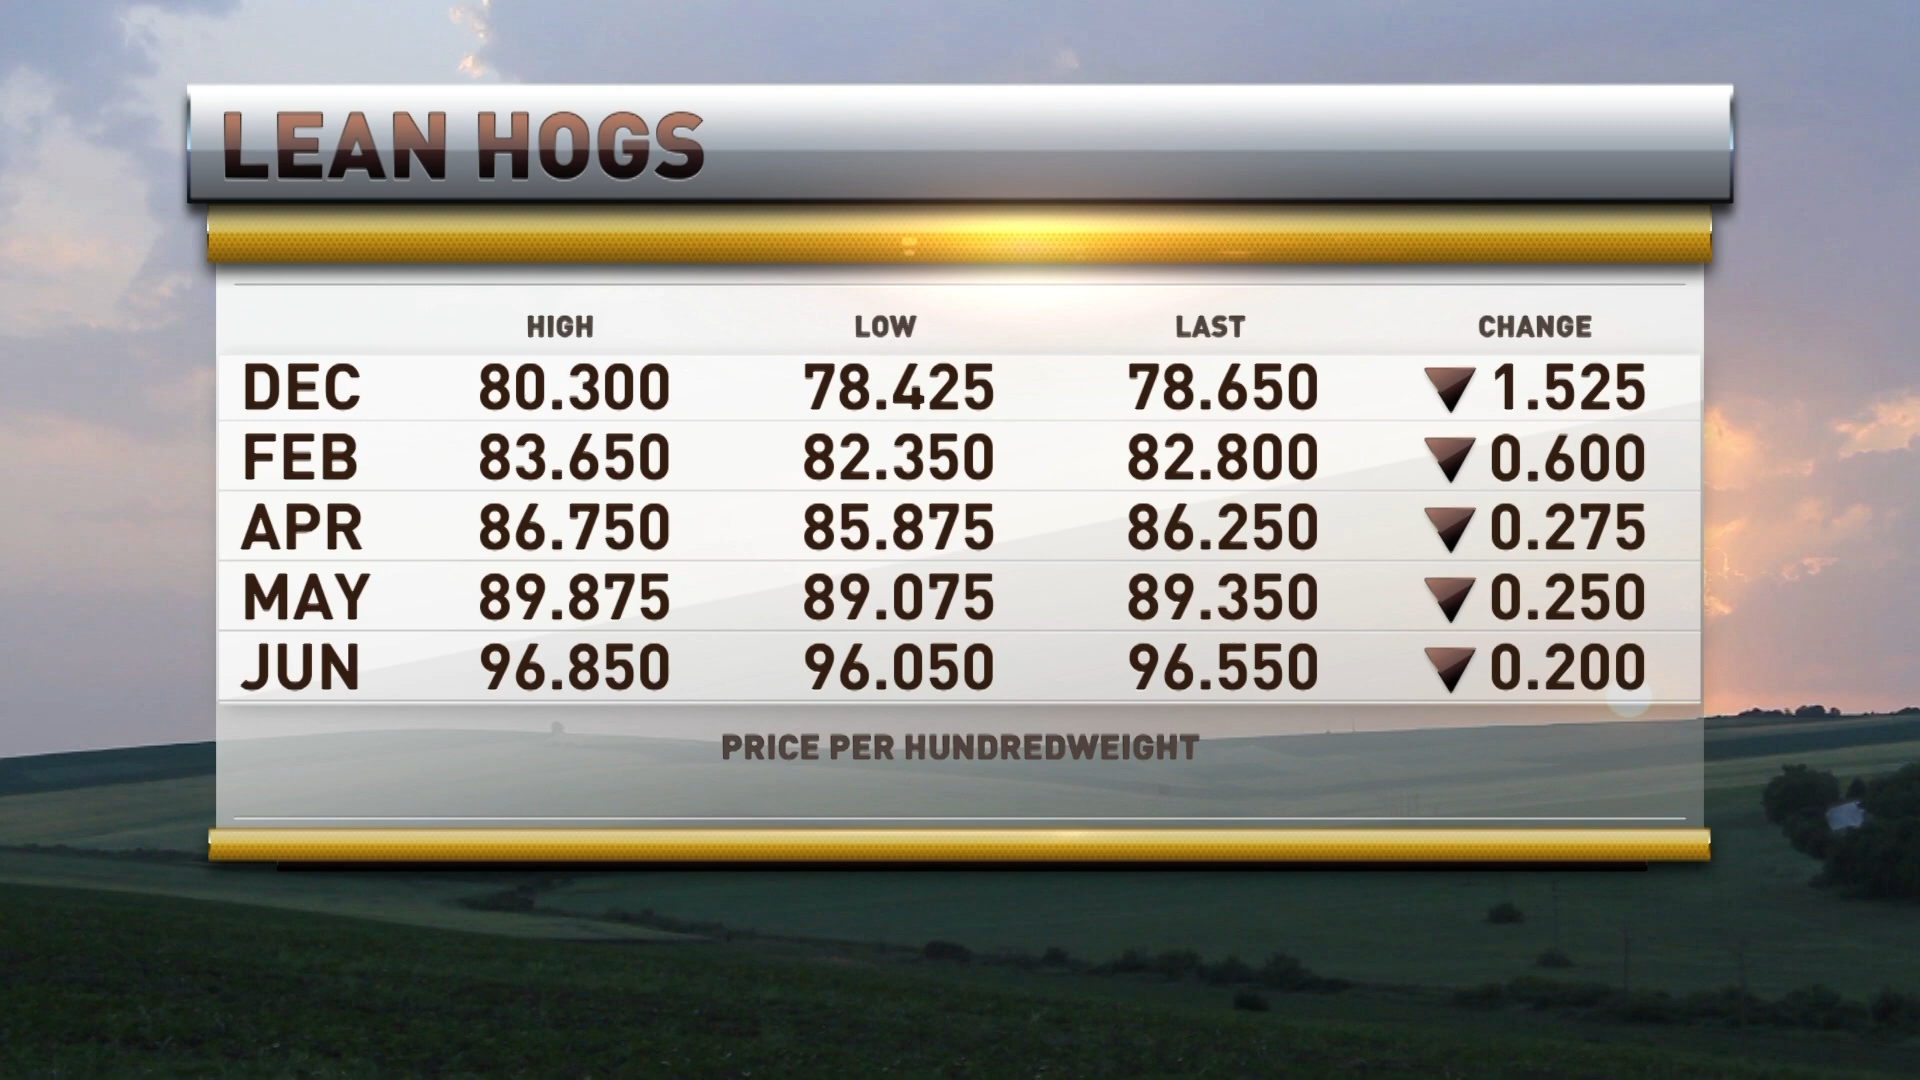 LEAN HOGS
HIGH LOW LAST CHANGE
DEC 80.300 78.425 78.650 ▼ 1.525
FEB 83.650 82.350 82.800 ▼ 0.600
APR 86.750 85.875 86.250 ▼ 0.275
MAY 89.875 89.075 89.350 ▼ 0.250
JUN 96.850 96.050 96.550 ▼ 0.200
PRICE PER HUNDREDWEIGHT